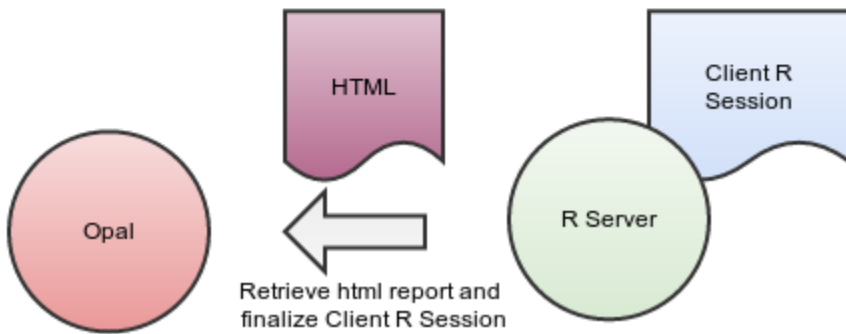 HTML
Client R
Session
Opal
R Server
Retrieve html report and
finalize Client R Session